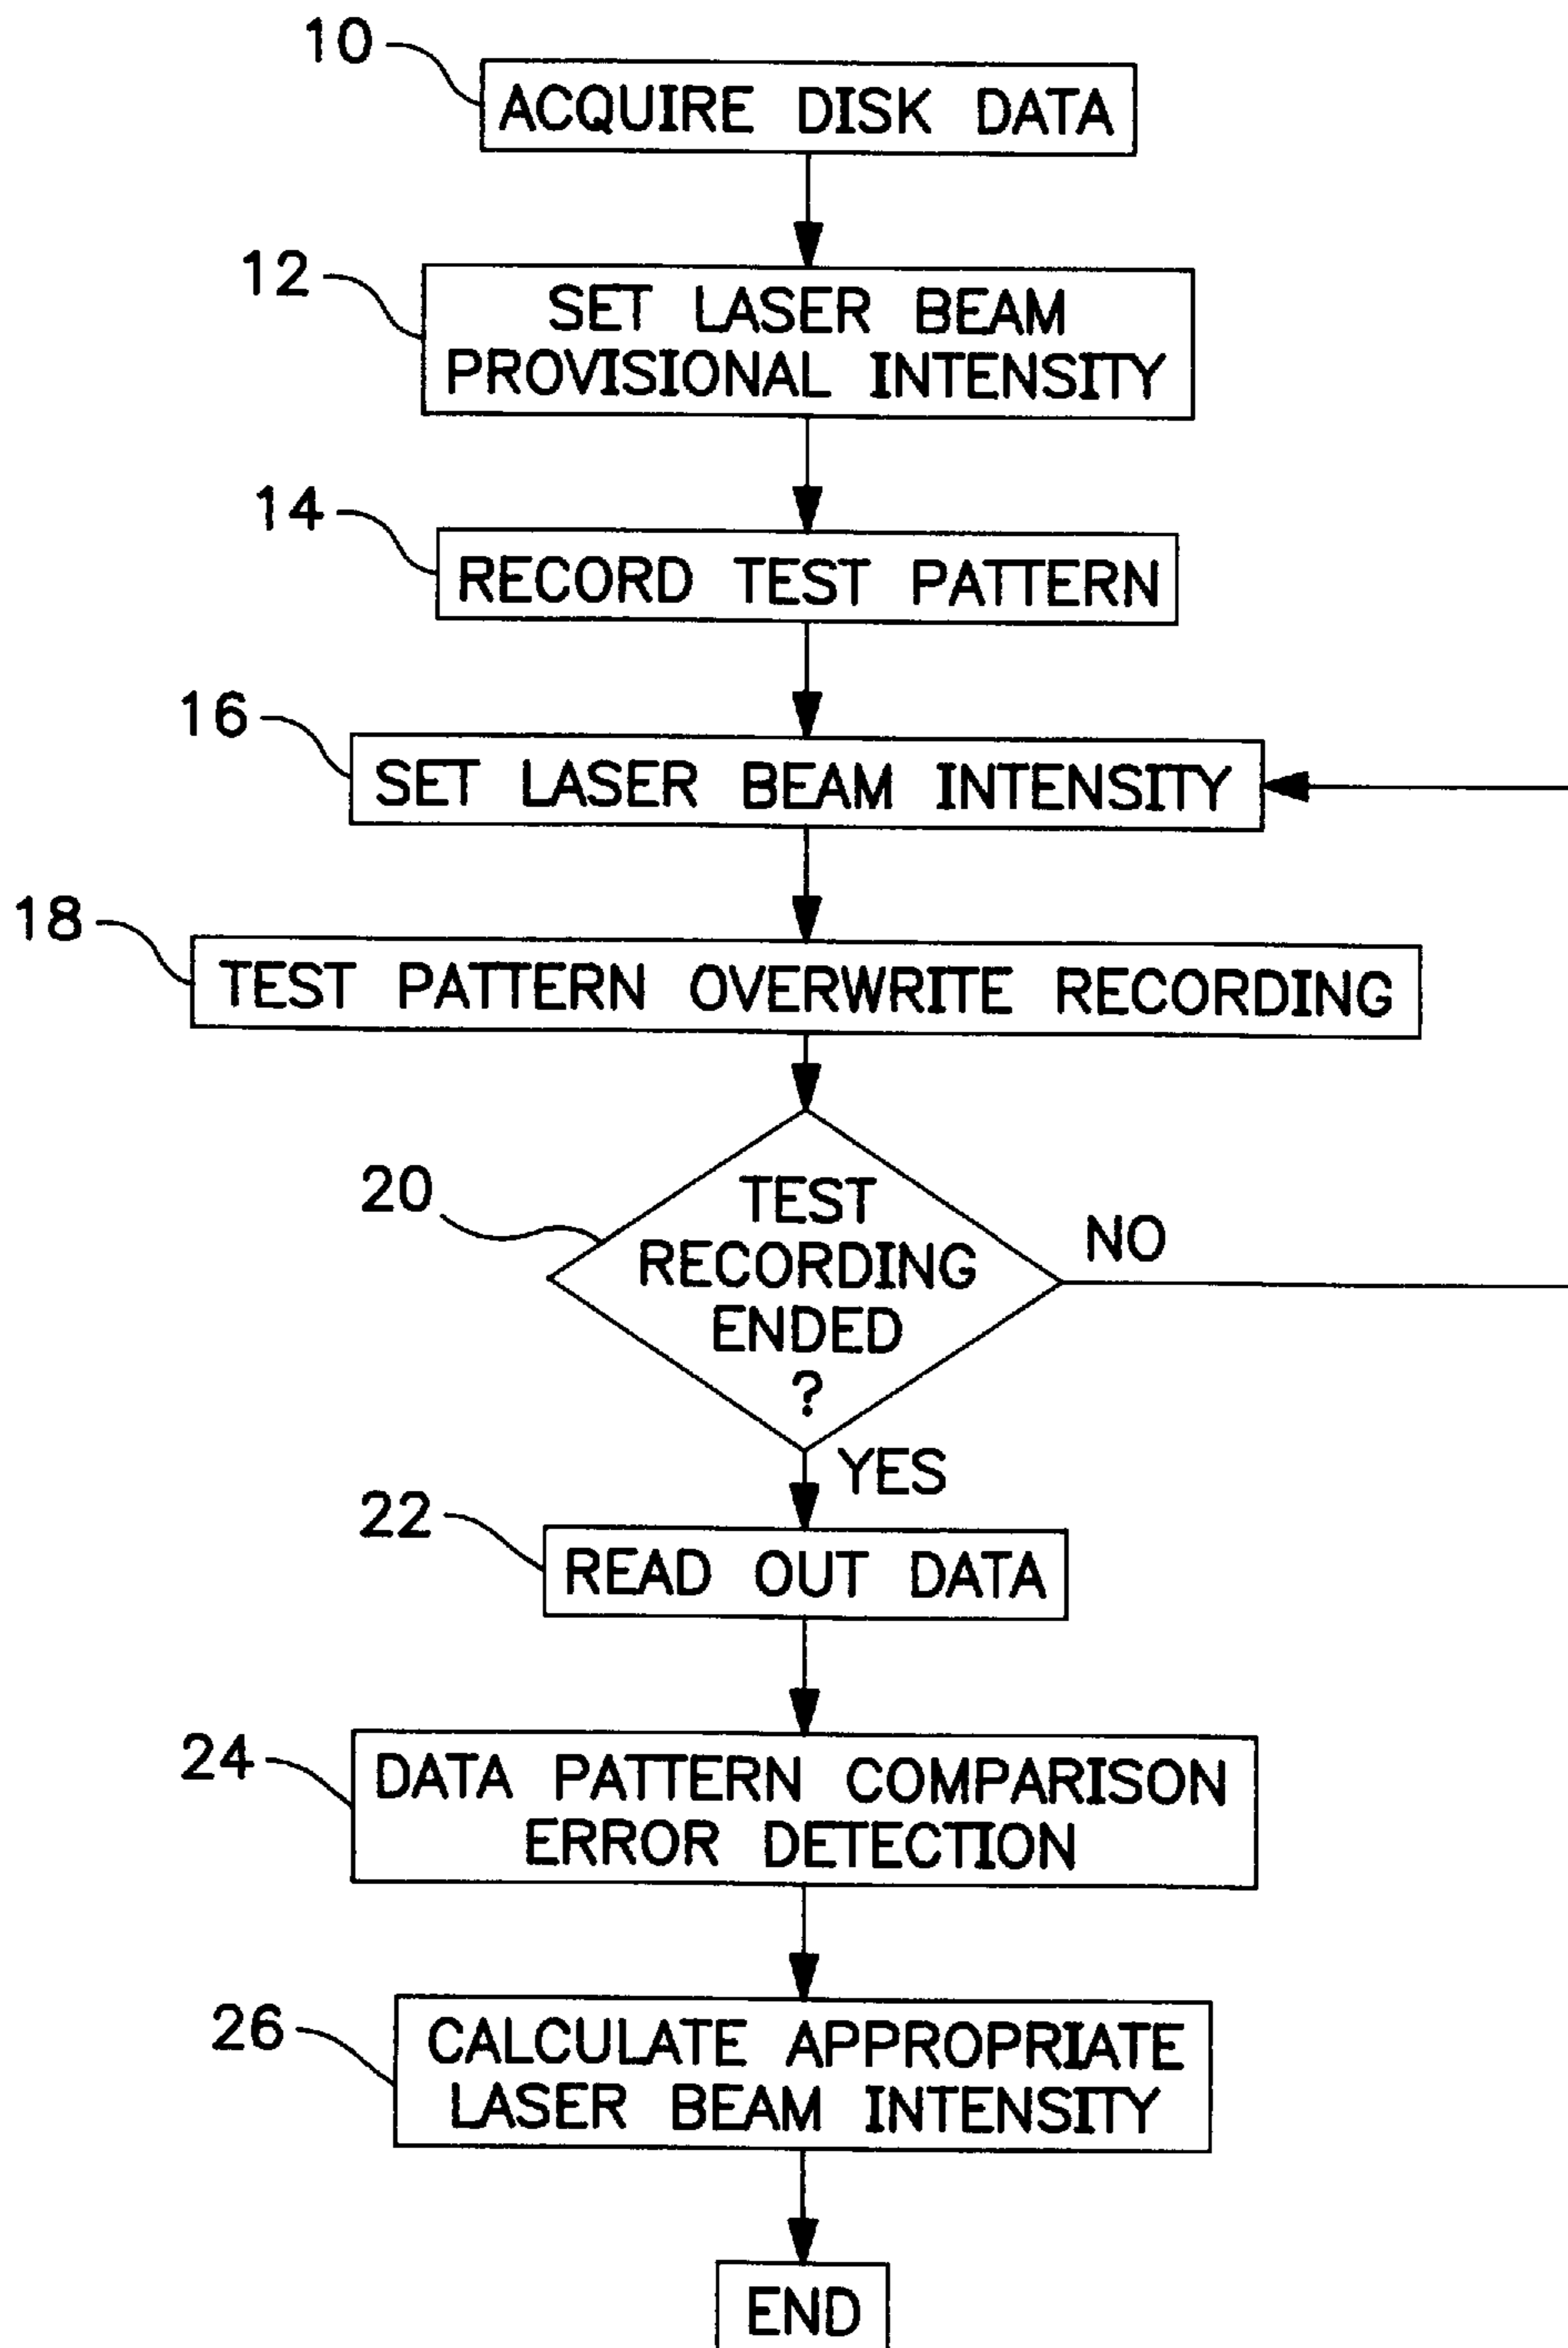 10
ACQUIRE DISK DATA
12
SET LASER BEAM
PROVISIONAL INTENSITY
14
RECORD TEST PATTERN
16
SET LASER BEAM INTENSITY
18
TEST PATTERN OVERWRITE RECORDING
20
TEST
RECORDING
ENDED
?
NO
YES
22
READ OUT DATA
24
DATA PATTERN COMPARISON
ERROR DETECTION
26
CALCULATE APPROPRIATE
LASER BEAM INTENSITY
END